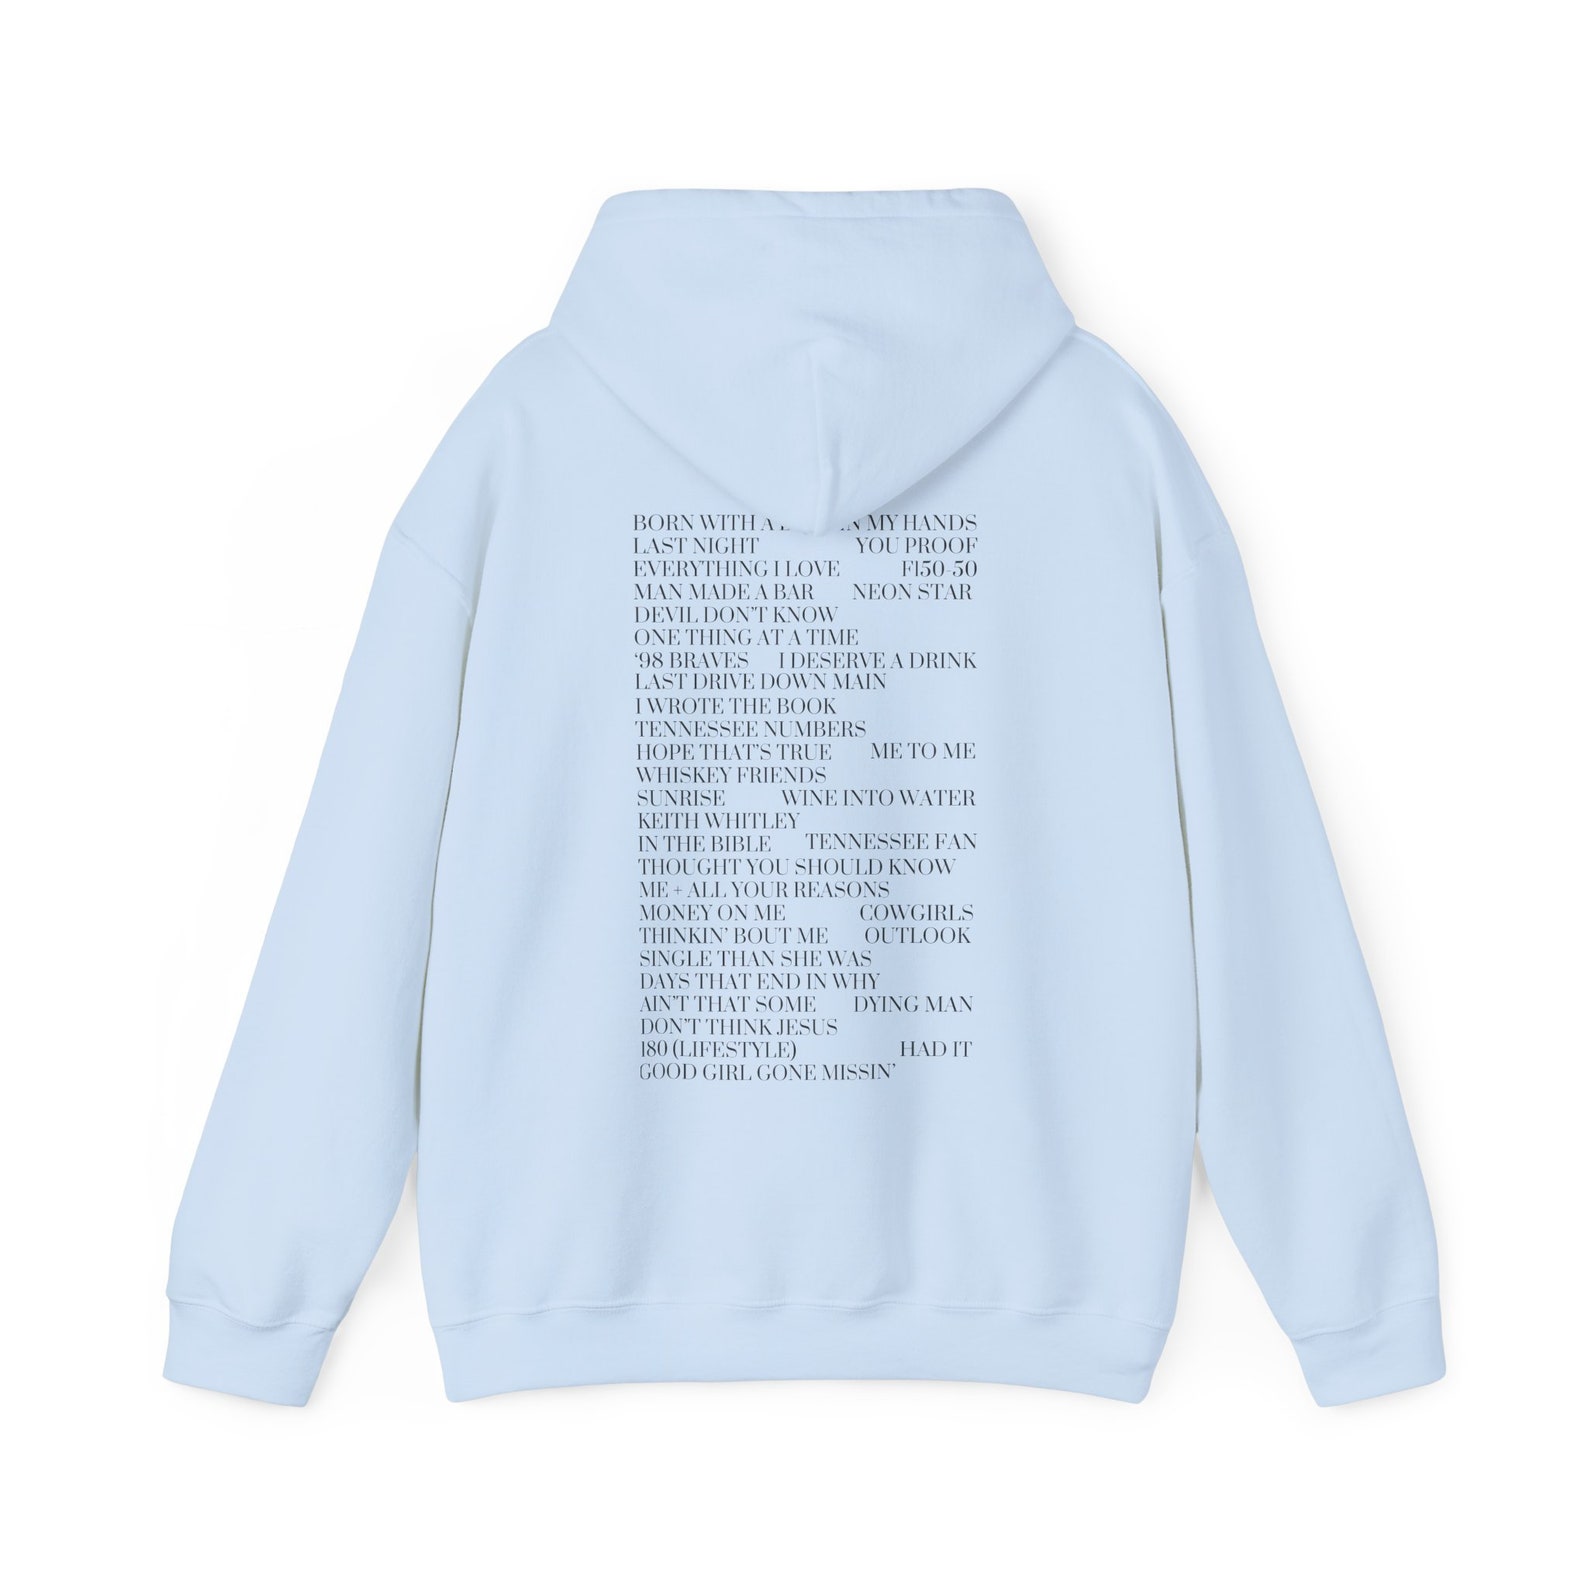 BORN WITH A MY HANDS
LAST NIGHT YOU PROOF
EVERYTHING I LOVE F150-50
MAN MADE A BAR NEON STAR
DEVIL DON'T KNOW
ONE THING AT A TIME
‘98 BRAVES I DESERVE A DRINK
LAST DRIVE DOWN MAIN
I WROTE THE BOOK
TENNESSEE NUMBERS
HOPE THAT'S TRUE ME TO ME
WHISKEY FRIENDS
SUNRISE WINE INTO WATER
KEITH WHITLEY
IN THE BIBLE TENNESSEE FAN
THOUGHT YOU SHOULD KNOW
ME + ALL YOUR REASONS
MONEY ON ME COWGIRLS
THINKIN' BOUT ME OUTLOOK
SINGLE THAN SHE WAS
DAYS THAT END IN WHY
AIN'T THAT SOME DYING MAN
DON'T THINK JESUS
180 (LIFESTYLE) HAD IT
GOOD GIRL GONE MISSIN'